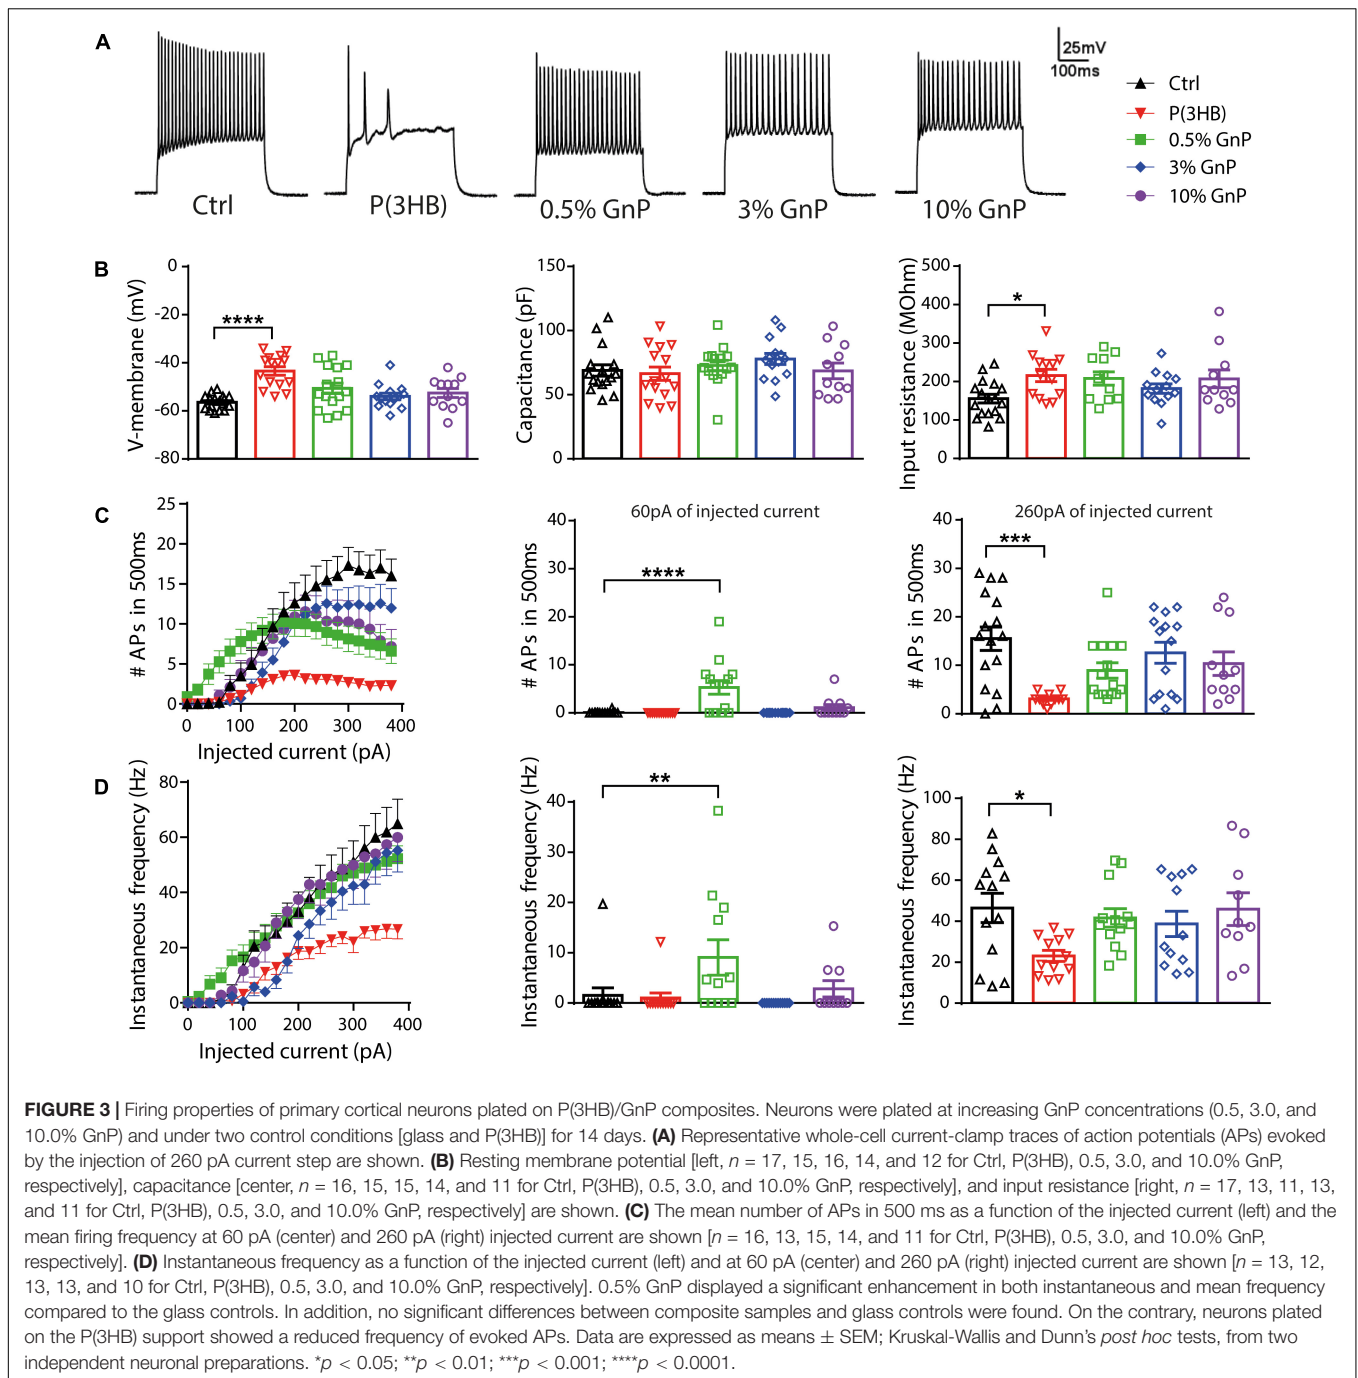 A
25mV
100ms
Ctrl
P(3HB)
0.5% GnP
3% GnP
10% GnP
Ctrl
P(3HB)
0.5% GnP
3% GnP
10% GnP
B
V-membrane (mV)
0
-20
-40
-60
-80
****
Capacitance (pF)
150
100
50
0
Input resistance (MOhm)
500
400
300
200
100
0
*
C
# APs in 500ms
25
20
15
10
5
0
0 100 200 300 400
Injected current (pA)
60pA of injected current
# APs in 500ms
40
30
20
10
0
****
260pA of injected current
# APs in 500ms
40
30
20
10
0
***
D
Instantaneous frequency (Hz)
80
60
40
20
0
0 100 200 300 400
Injected current (pA)
Instantaneous frequency (Hz)
40
30
20
10
0
**
Instantaneous frequency (Hz)
100
80
60
40
20
0
*
FIGURE 3 | Firing properties of primary cortical neurons plated on P(3HB)/GnP composites. Neurons were plated at increasing GnP concentrations (0.5, 3.0, and
10.0% GnP) and under two control conditions [glass and P(3HB)] for 14 days. (A) Representative whole-cell current-clamp traces of action potentials (APs) evoked
by the injection of 260 pA current step are shown. (B) Resting membrane potential [left, n = 17, 15, 16, 14, and 12 for Ctrl, P(3HB), 0.5, 3.0, and 10.0% GnP,
respectively], capacitance [center, n = 16, 15, 15, 14, and 11 for Ctrl, P(3HB), 0.5, 3.0, and 10.0% GnP, respectively], and input resistance [right, n = 17, 13, 11, 13,
and 11 for Ctrl, P(3HB), 0.5, 3.0, and 10.0% GnP, respectively] are shown. (C) The mean number of APs in 500 ms as a function of the injected current (left) and the
mean firing frequency at 60 pA (center) and 260 pA (right) injected current are shown [n = 16, 13, 15, 14, and 11 for Ctrl, P(3HB), 0.5, 3.0, and 10.0% GnP,
respectively]. (D) Instantaneous frequency as a function of the injected current (left) and at 60 pA (center) and 260 pA (right) injected current are shown [n = 13, 12,
13, 13, and 10 for Ctrl, P(3HB), 0.5, 3.0, and 10.0% GnP, respectively]. 0.5% GnP displayed a significant enhancement in both instantaneous and mean frequency
compared to the glass controls. In addition, no significant differences between composite samples and glass controls were found. On the contrary, neurons plated
on the P(3HB) support showed a reduced frequency of evoked APs. Data are expressed as means ± SEM; Kruskal-Wallis and Dunn's post hoc tests, from two
independent neuronal preparations. *p < 0.05; **p < 0.01; ***p < 0.001; ****p < 0.0001.